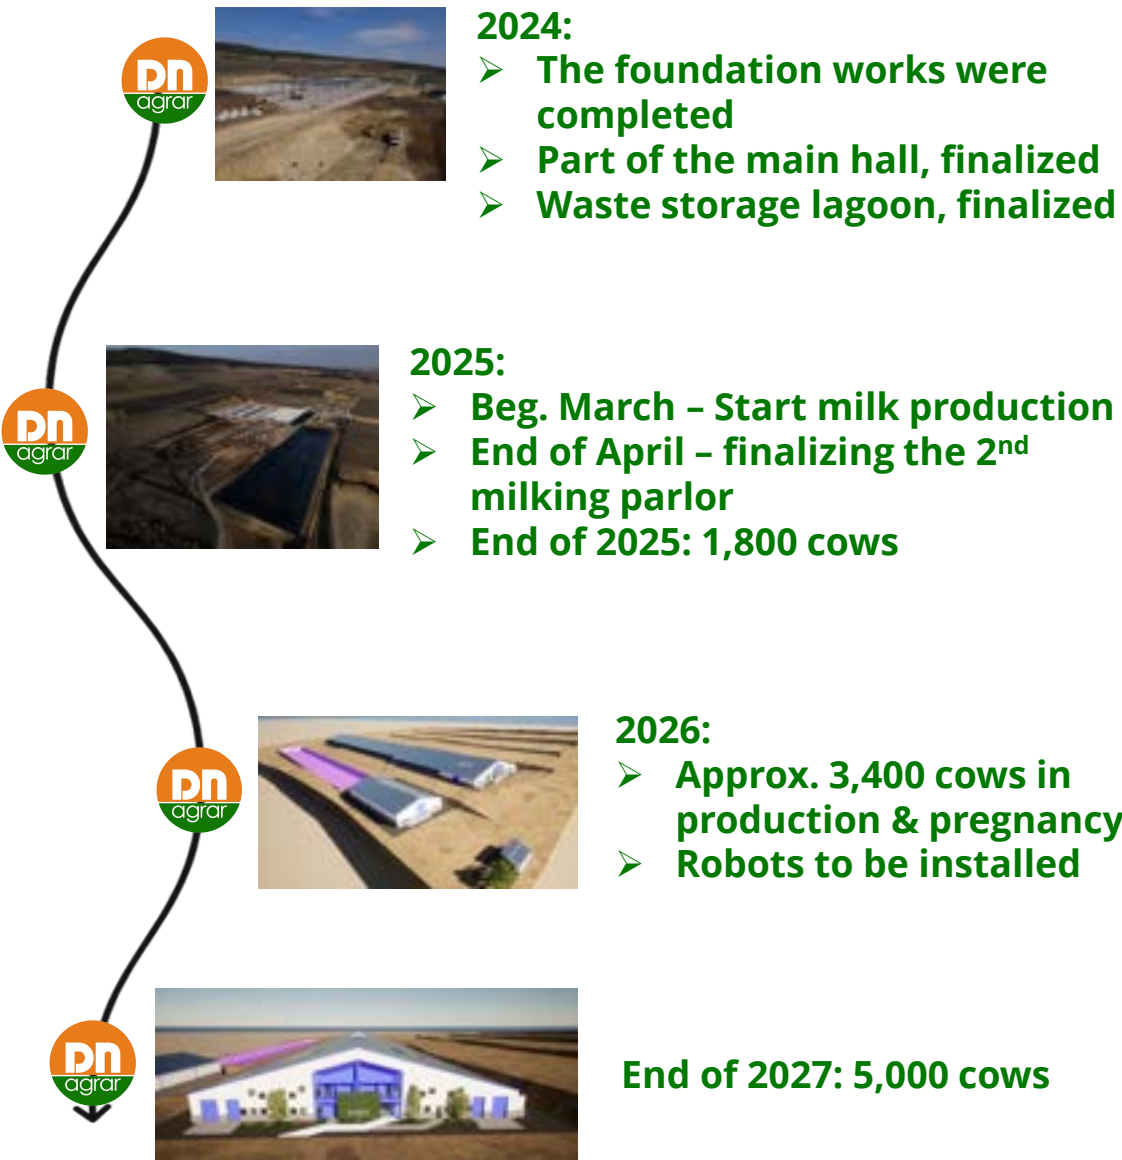 DN
agrar
2024:
➢ The foundation works were
completed
➢ Part of the main hall, finalized
➢ Waste storage lagoon, finalized
DN
agrar
2025:
➢ Beg. March – Start milk production
➢ End of April – finalizing the 2nd
milking parlor
➢ End of 2025: 1,800 cows
DN
agrar
2026:
➢ Approx. 3,400 cows in
production & pregnancy
➢ Robots to be installed
DN
agrar
End of 2027: 5,000 cows